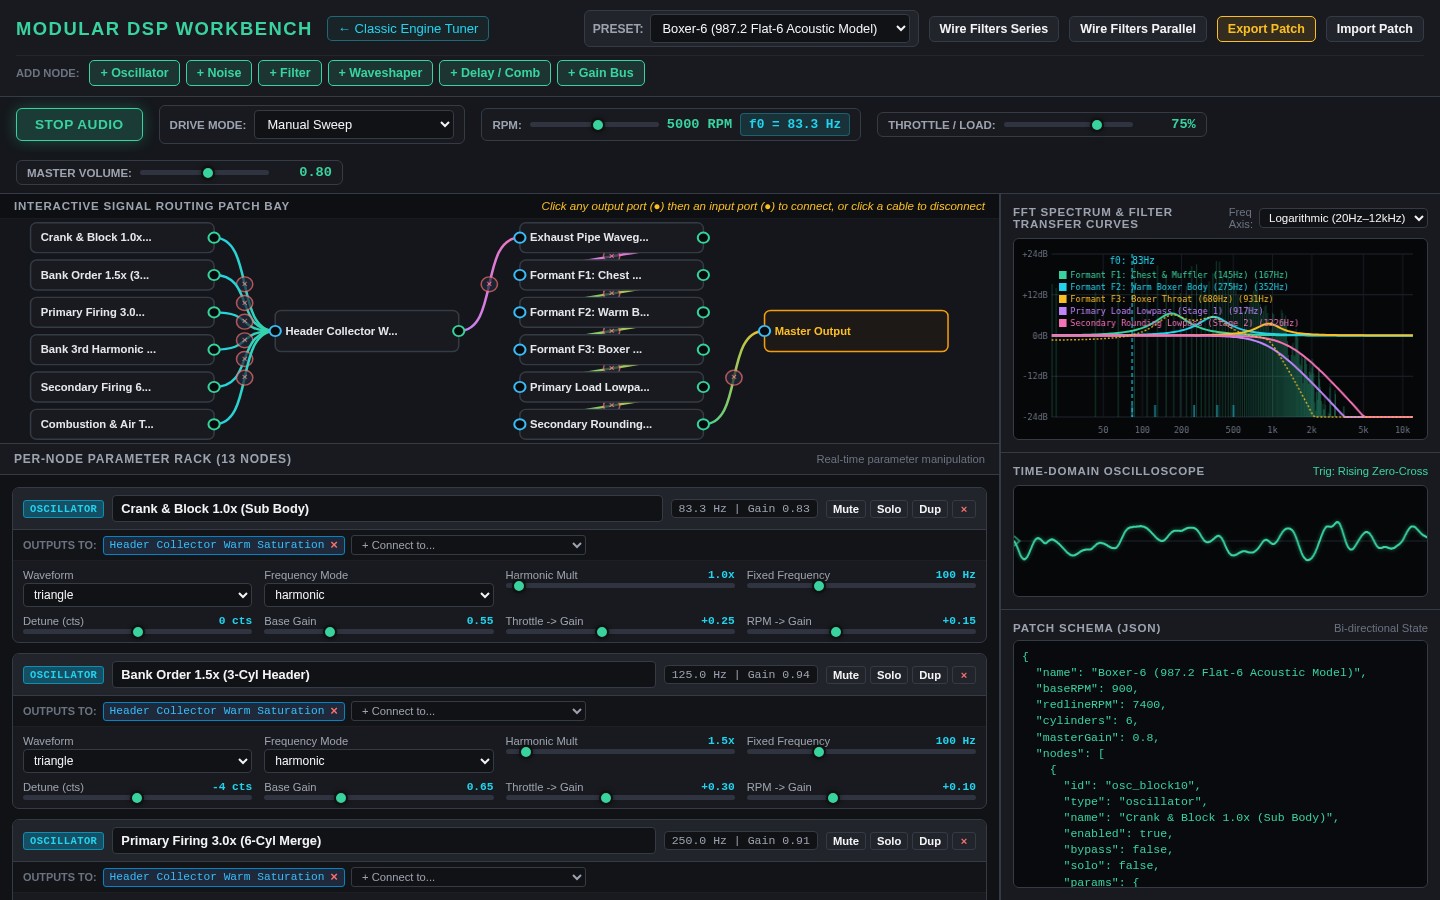 MODULAR DSP WORKBENCH
← Classic Engine Tuner
PRESET: Boxer-6 (987.2 Flat-6 Acoustic Model)
Wire Filters Series
Wire Filters Parallel
Export Patch
Import Patch
ADD NODE:
+ Oscillator
+ Noise
+ Filter
+ Waveshaper
+ Delay / Comb
+ Gain Bus
STOP AUDIO
DRIVE MODE: Manual Sweep
RPM: 5000 RPM f0 = 83.3 Hz
THROTTLE / LOAD: 75%
MASTER VOLUME: 0.80
INTERACTIVE SIGNAL ROUTING PATCH BAY
Click any output port (●) then an input port (●) to connect, or click a cable to disconnect
Crank & Block 1.0x...
Bank Order 1.5x (3...
Primary Firing 3.0...
Bank 3rd Harmonic ...
Secondary Firing 6...
Combustion & Air T...
Header Collector W...
Exhaust Pipe Waveg...
Formant F1: Chest ...
Formant F2: Warm B...
Formant F3: Boxer ...
Primary Load Lowpa...
Secondary Rounding...
Master Output
PER-NODE PARAMETER RACK (13 NODES)
Real-time parameter manipulation
OSCILLATOR
Crank & Block 1.0x (Sub Body)
83.3 Hz | Gain 0.83
Mute Solo Dup ×
OUTPUTS TO: Header Collector Warm Saturation × + Connect to...
Waveform
triangle
Frequency Mode
harmonic
Harmonic Mult 1.0x
Fixed Frequency 100 Hz
Detune (cts) 0 cts
Base Gain 0.55
Throttle -> Gain +0.25
RPM -> Gain +0.15
OSCILLATOR
Bank Order 1.5x (3-Cyl Header)
125.0 Hz | Gain 0.94
Mute Solo Dup ×
OUTPUTS TO: Header Collector Warm Saturation × + Connect to...
Waveform
triangle
Frequency Mode
harmonic
Harmonic Mult 1.5x
Fixed Frequency 100 Hz
Detune (cts) -4 cts
Base Gain 0.65
Throttle -> Gain +0.30
RPM -> Gain +0.10
OSCILLATOR
Primary Firing 3.0x (6-Cyl Merge)
250.0 Hz | Gain 0.91
Mute Solo Dup ×
OUTPUTS TO: Header Collector Warm Saturation × + Connect to...
FFT SPECTRUM & FILTER
TRANSFER CURVES
Freq
Axis:
Logarithmic (20Hz–12kHz)
+24dB
+12dB
0dB
-12dB
-24dB
f0: 83Hz
Formant F1: Chest & Muffler (145Hz) (167Hz)
Formant F2: Warm Boxer Body (275Hz) (352Hz)
Formant F3: Boxer Throat (680Hz) (931Hz)
Primary Load Lowpass (Stage 1) (917Hz)
Secondary Rounding Lowpass (Stage 2) (1326Hz)
50 100 200 500 1k 2k 5k 10k
TIME-DOMAIN OSCILLOSCOPE
Trig: Rising Zero-Cross
PATCH SCHEMA (JSON)
Bi-directional State
{
"name": "Boxer-6 (987.2 Flat-6 Acoustic Model)",
"baseRPM": 900,
"redlineRPM": 7400,
"cylinders": 6,
"masterGain": 0.8,
"nodes": [
{
"id": "osc_block10",
"type": "oscillator",
"name": "Crank & Block 1.0x (Sub Body)",
"enabled": true,
"bypass": false,
"solo": false,
"params": {